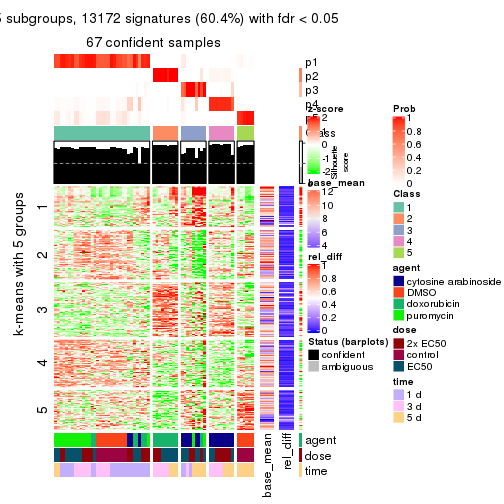 5 subgroups, 13172 signatures (60.4%) with fdr < 0.05
67 confident samples
p1
p2
p3
p4
Class
Silhouette
score
1
2
3
4
5
k-means with 5 groups
agent
dose
time
base_mean
rel_diff
z-score
2
1
0
-1
-2
base_mean
12
10
8
6
4
rel_diff
1
0.8
0.6
0.4
0.2
0
Status (barplots)
confident
ambiguous
Prob
1
0.8
0.6
0.4
0.2
0
Class
1
2
3
4
5
agent
cytosine arabinoside
DMSO
doxorubicin
puromycin
dose
2x EC50
control
EC50
time
1 d
3 d
5 d